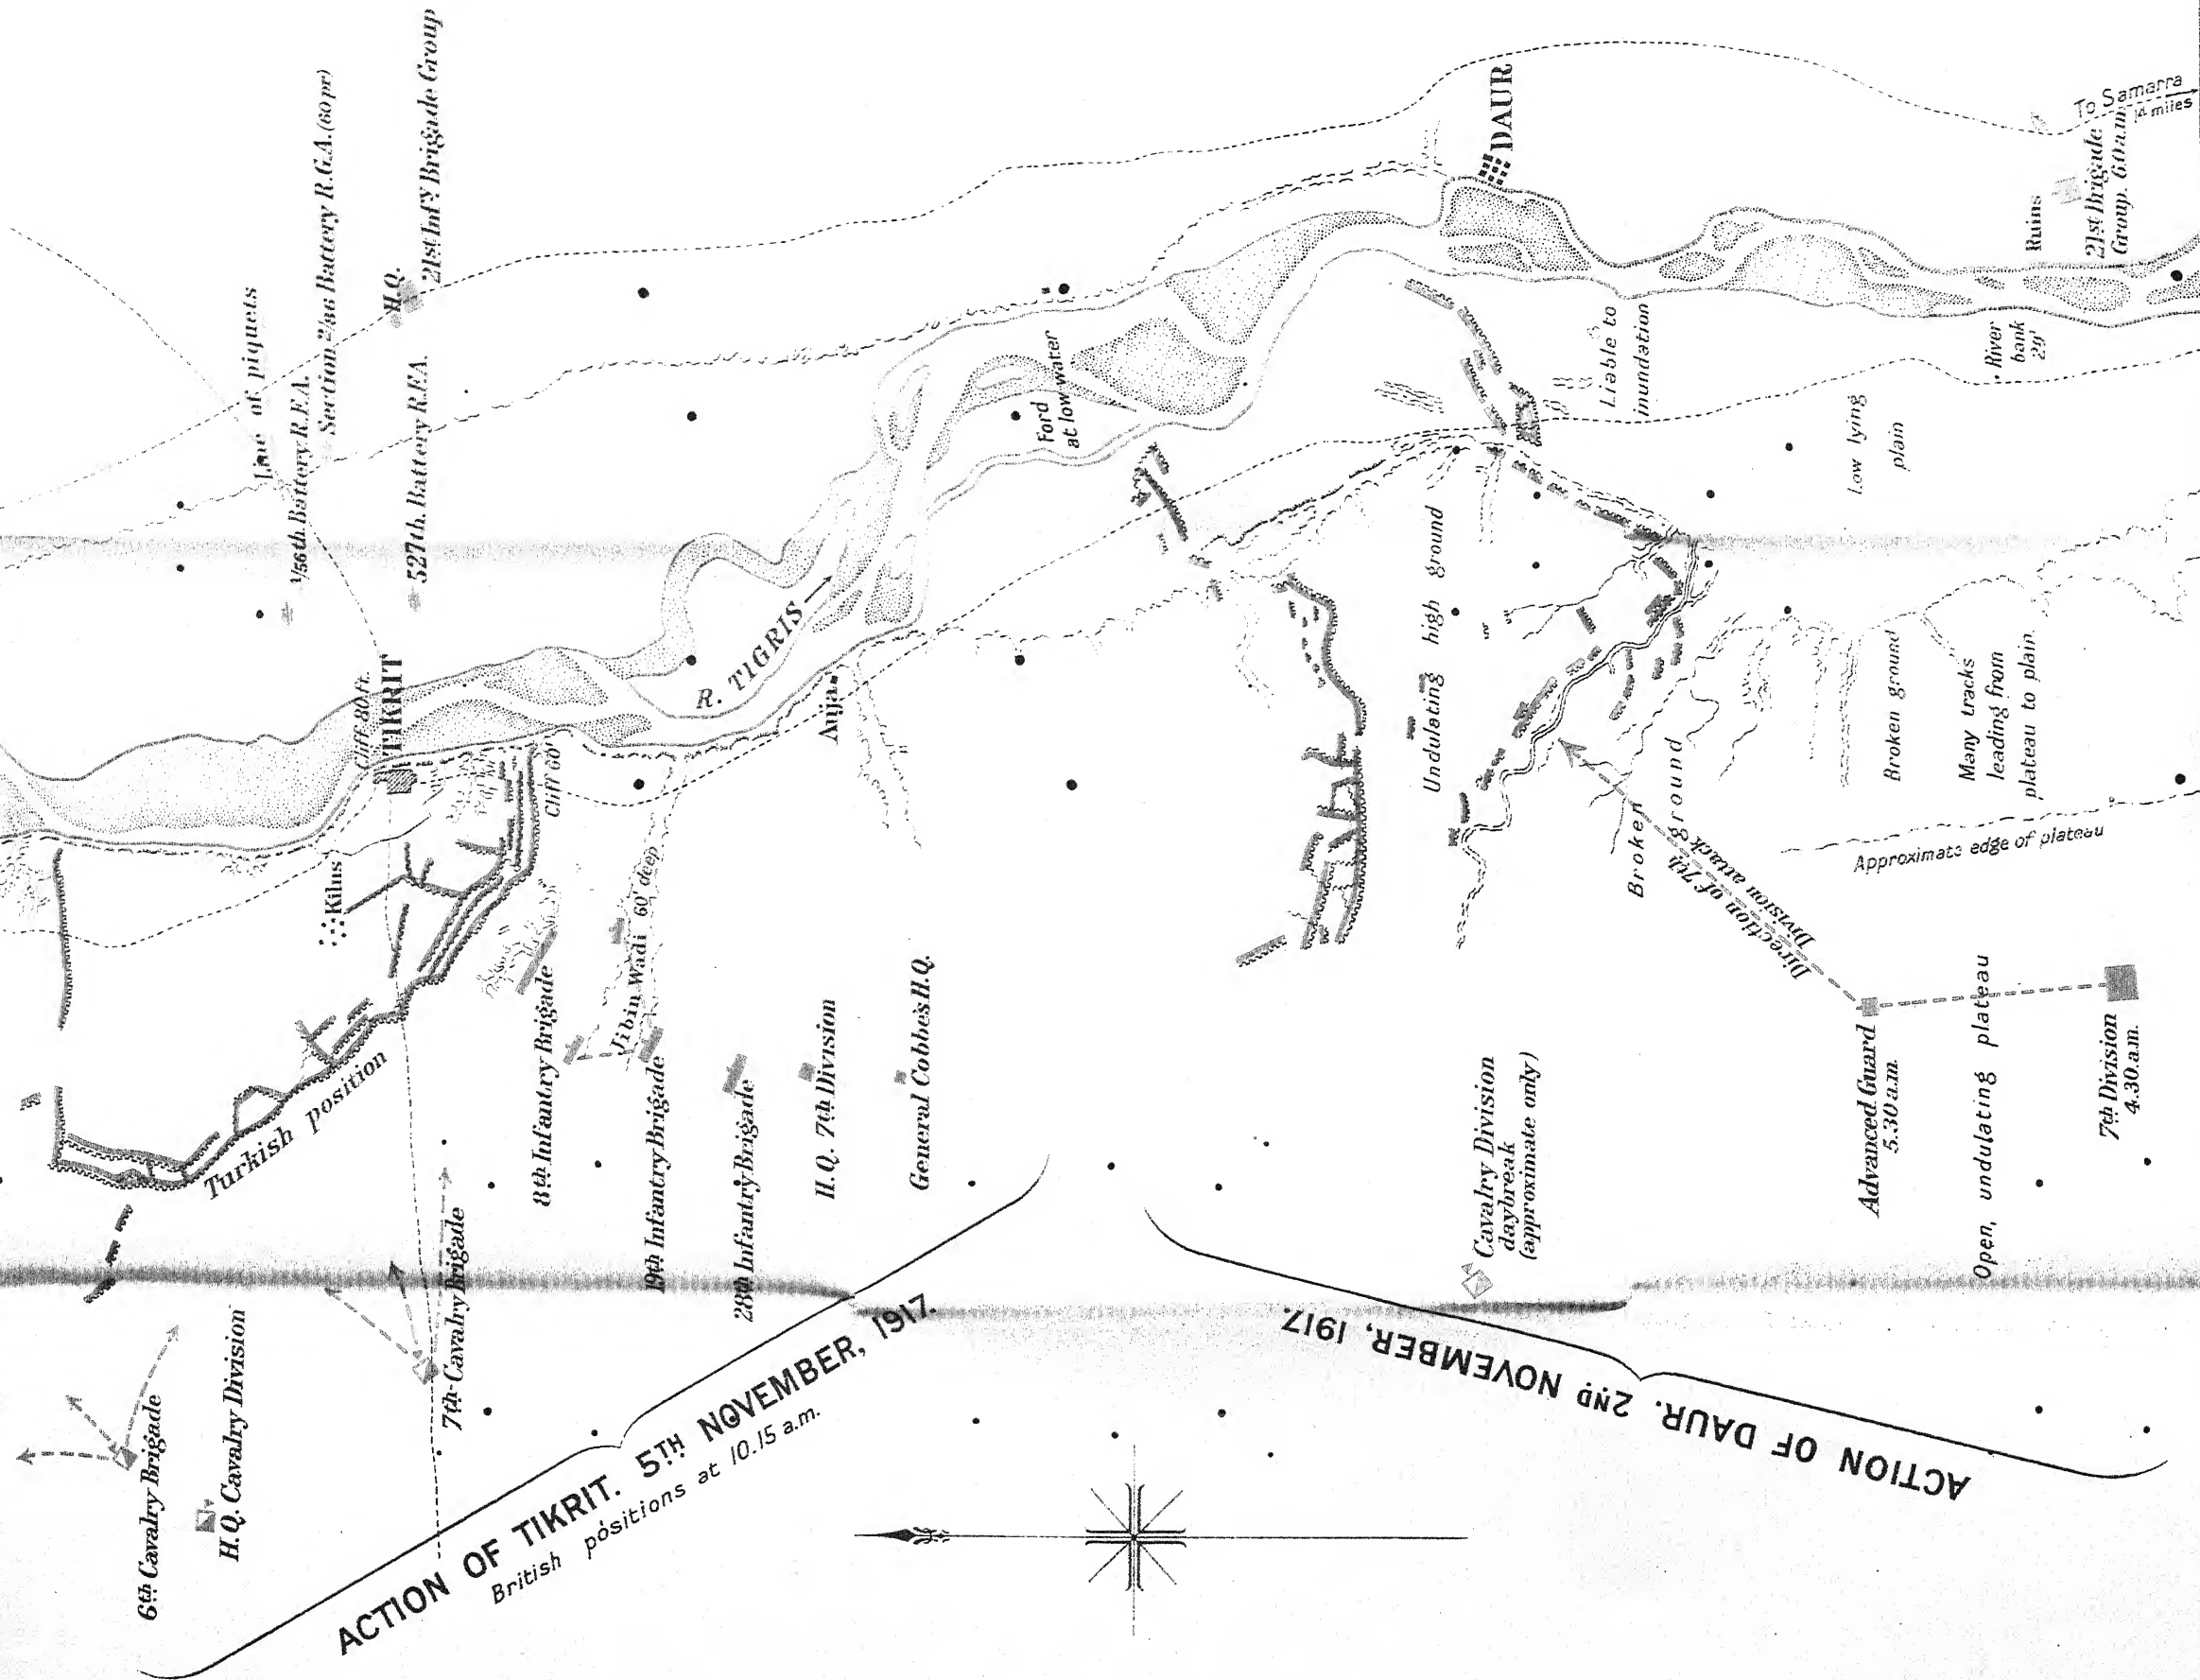 Line of piquets
1/56th. Battery R.F.A.
Section 2/86 Battery R.G.A. (60 pr)
H.Q.
21st Infy. Brigade Group
527th. Battery R.F.A.
Cliff 80 Ft.
TIKRIT
Kilns
Cliff 60'
R. TIGRIS
Auja
Ford
at low water
DAUR
To Samarra
14 miles
Ruins
21st Brigade
Group. 6.0 a.m.
River
bank
29'
Liable to
inundation
Low lying
plain
Undulating high ground
Broken ground
Broken ground
Many tracks
leading from
plateau to plain
Approximate edge of plateau
Direction of 7th
Division attack
Turkish position
Jibin Wadi 60' deep
8th Infantry Brigade
19th Infantry Brigade
28th Infantry Brigade
H.Q. 7th Division
General Cobbe's H.Q.
7th Cavalry Brigade
6th Cavalry Brigade
H.Q. Cavalry Division
Cavalry Division
daybreak
(approximate only)
Advanced Guard
5.30 a.m.
Open, undulating plateau
7th Division
4.30. a.m.
ACTION OF TIKRIT. 5TH NOVEMBER, 1917.
British positions at 10.15 a.m.
ACTION OF DAUR. 2ND NOVEMBER, 1917.